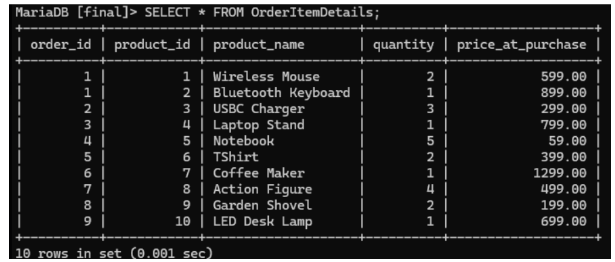 MariaDB [final]> SELECT * FROM OrderItemDetails;
+----------+------------+--------------------+----------+-------------------+
| order_id | product_id | product_name | quantity | price_at_purchase |
+----------+------------+--------------------+----------+-------------------+
| 1 | 1 | Wireless Mouse | 2 | 599.00 |
| 1 | 2 | Bluetooth Keyboard | 1 | 899.00 |
| 2 | 3 | USBC Charger | 3 | 299.00 |
| 3 | 4 | Laptop Stand | 1 | 799.00 |
| 4 | 5 | Notebook | 5 | 59.00 |
| 5 | 6 | TShirt | 2 | 399.00 |
| 6 | 7 | Coffee Maker | 1 | 1299.00 |
| 7 | 8 | Action Figure | 4 | 499.00 |
| 8 | 9 | Garden Shovel | 2 | 199.00 |
| 9 | 10 | LED Desk Lamp | 1 | 699.00 |
+----------+------------+--------------------+----------+-------------------+
10 rows in set (0.001 sec)